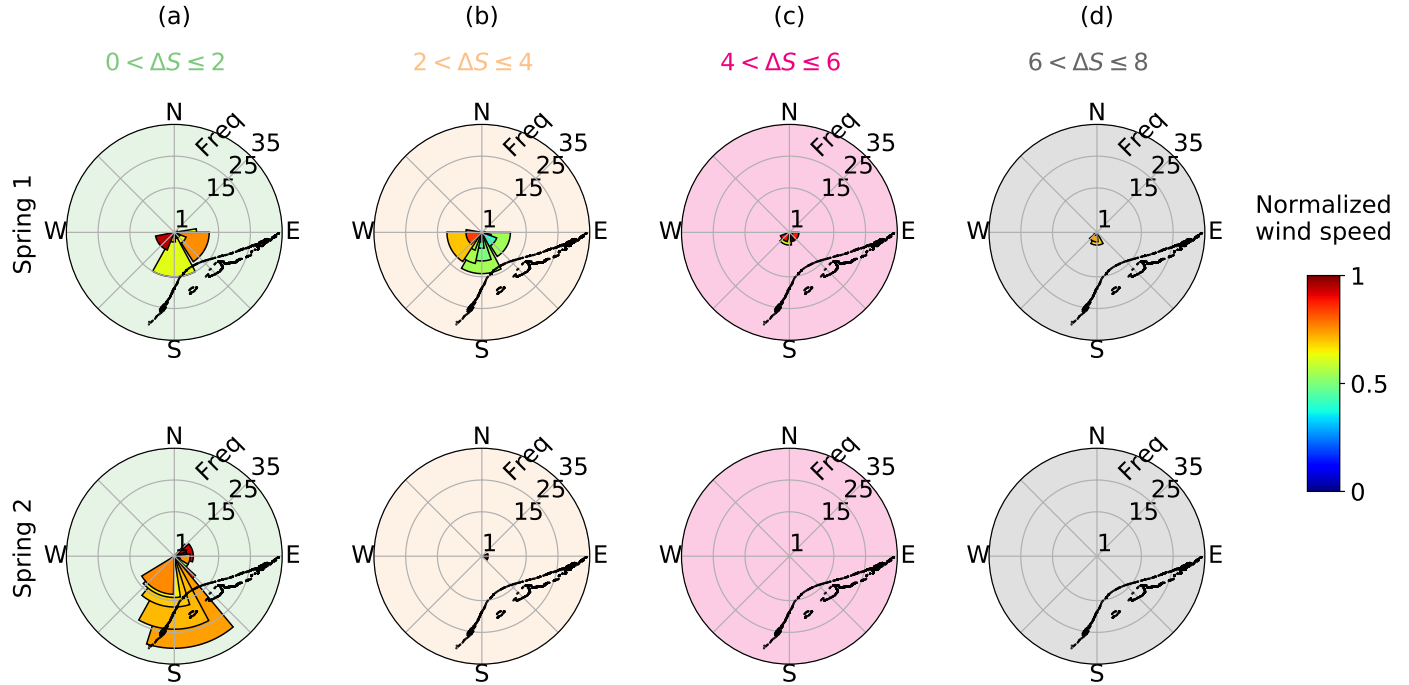 (a) (b) (c) (d)
0 < ΔS ≤ 2 2 < ΔS ≤ 4 4 < ΔS ≤ 6 6 < ΔS ≤ 8
Spring 1
N
W
E
S
Freq
1
15
25
35
N
W
E
S
Freq
1
15
25
35
N
W
E
S
Freq
1
15
25
35
N
W
E
S
Freq
1
15
25
35
Spring 2
N
W
E
S
Freq
1
15
25
35
N
W
E
S
Freq
1
15
25
35
N
W
E
S
Freq
1
15
25
35
N
W
E
S
Freq
1
15
25
35
Normalized
wind speed
1
0.5
0